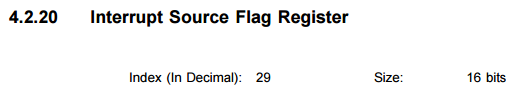 4.2.20 Interrupt Source Flag Register
Index (In Decimal): 29 Size: 16 bits